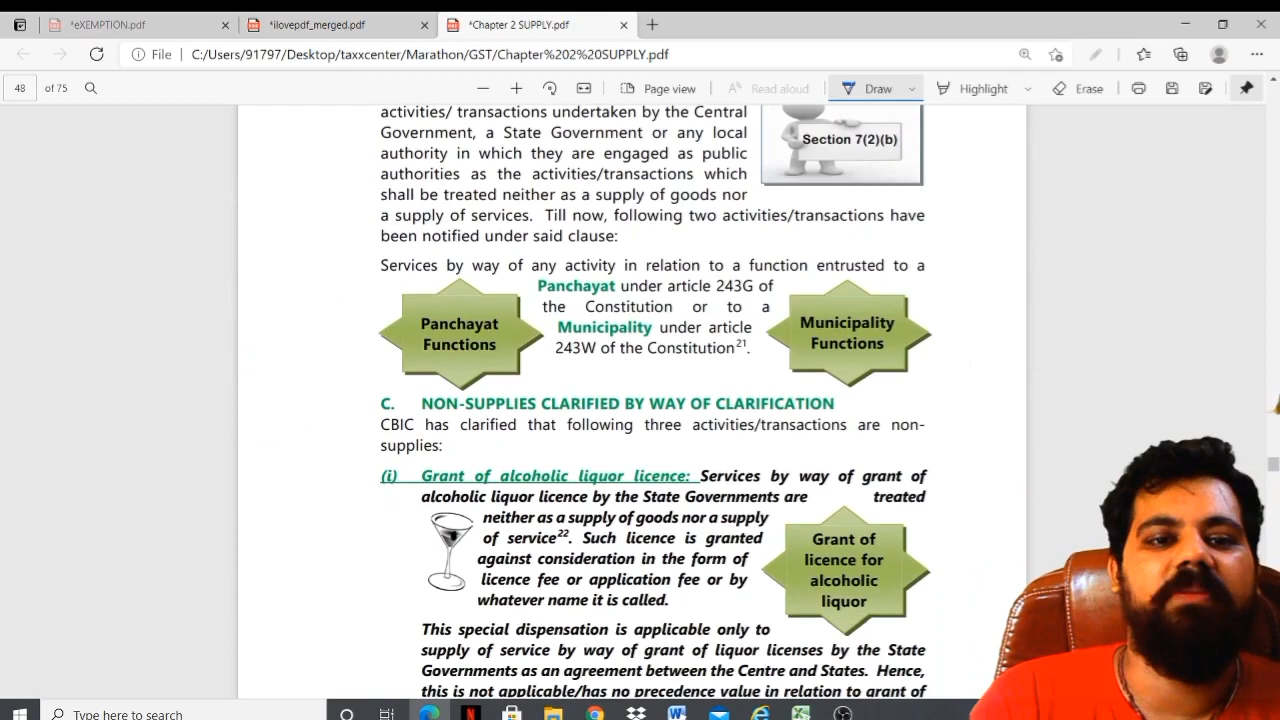 *eXEMPTION.pdf
*ilovepdf_merged.pdf
*Chapter 2 SUPPLY.pdf
File C:/Users/91797/Desktop/taxxcenter/Marathon/GST/Chapter%202%20SUPPLY.pdf
48 of 75 Page view Read aloud Draw Highlight Erase
activities/ transactions undertaken by the Central
Government, a State Government or any local
authority in which they are engaged as public
authorities as the activities/transactions which
shall be treated neither as a supply of goods nor
a supply of services. Till now, following two activities/transactions have
been notified under said clause:
Section 7(2)(b)
Services by way of any activity in relation to a function entrusted to a
Panchayat under article 243G of
the Constitution or to a
Municipality under article
243W of the Constitution21.
Panchayat
Functions
Municipality
Functions
C. NON-SUPPLIES CLARIFIED BY WAY OF CLARIFICATION
CBIC has clarified that following three activities/transactions are non-
supplies:
(i) Grant of alcoholic liquor licence: Services by way of grant of
alcoholic liquor licence by the State Governments are treated
neither as a supply of goods nor a supply
of service22. Such licence is granted
against consideration in the form of
licence fee or application fee or by
whatever name it is called.
Grant of
licence for
alcoholic
liquor
This special dispensation is applicable only to
supply of service by way of grant of liquor licenses by the State
Governments as an agreement between the Centre and States. Hence,
this is not applicable/has no precedence value in relation to grant of
Type here to search